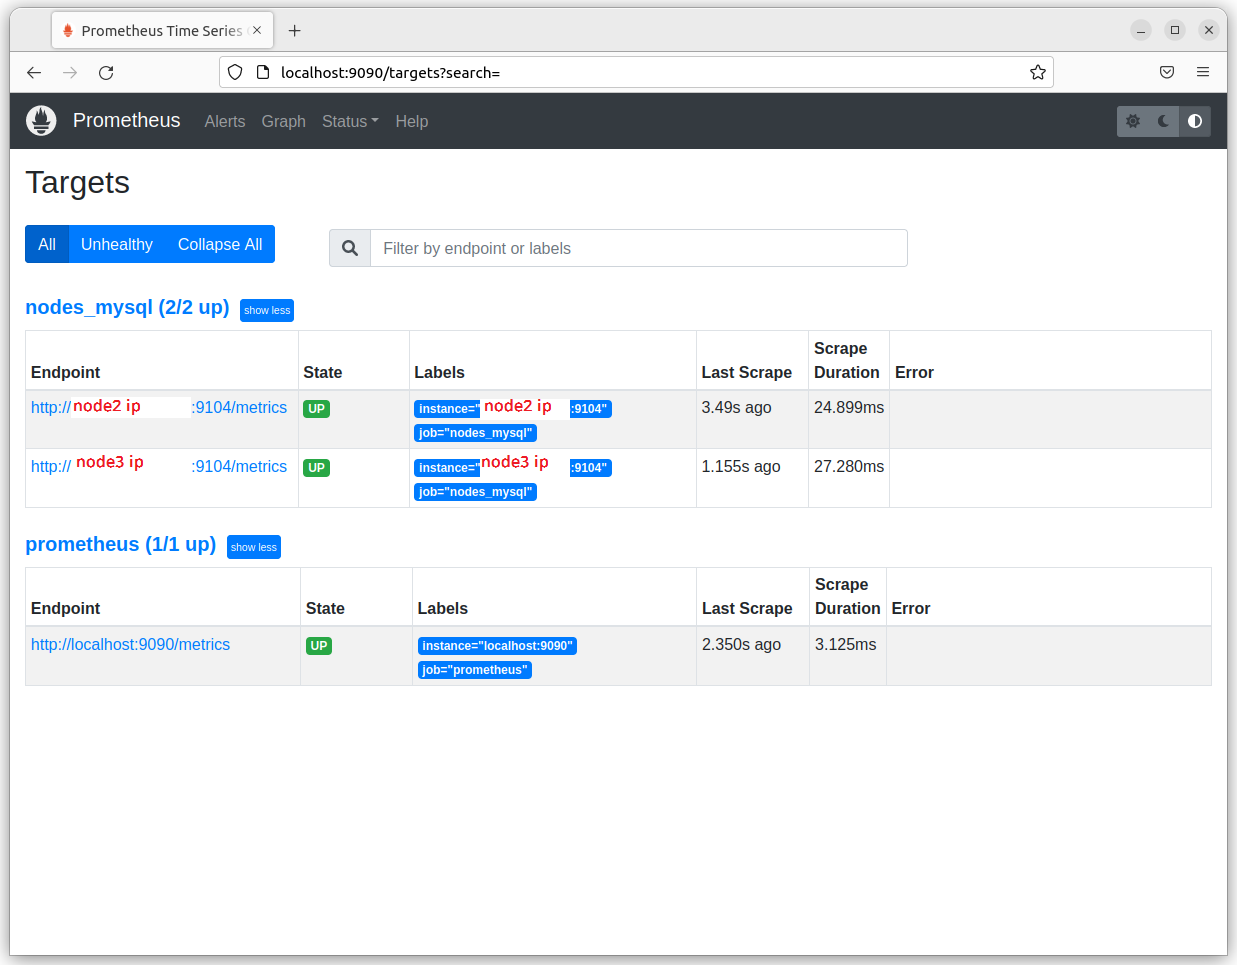 Prometheus Time Series
localhost:9090/targets?search=
Prometheus Alerts Graph Status Help
Targets
All Unhealthy Collapse All Filter by endpoint or labels
nodes_mysql (2/2 up) show less
Endpoint State Labels Last Scrape Scrape Duration Error
http:// node2 ip :9104/metrics UP instance=" node2 ip :9104" 3.49s ago 24.899ms
job="nodes_mysql"
http:// node3 ip :9104/metrics UP instance=" node3 ip :9104" 1.155s ago 27.280ms
job="nodes_mysql"
prometheus (1/1 up) show less
Endpoint State Labels Last Scrape Scrape Duration Error
http://localhost:9090/metrics UP instance="localhost:9090" 2.350s ago 3.125ms
job="prometheus"